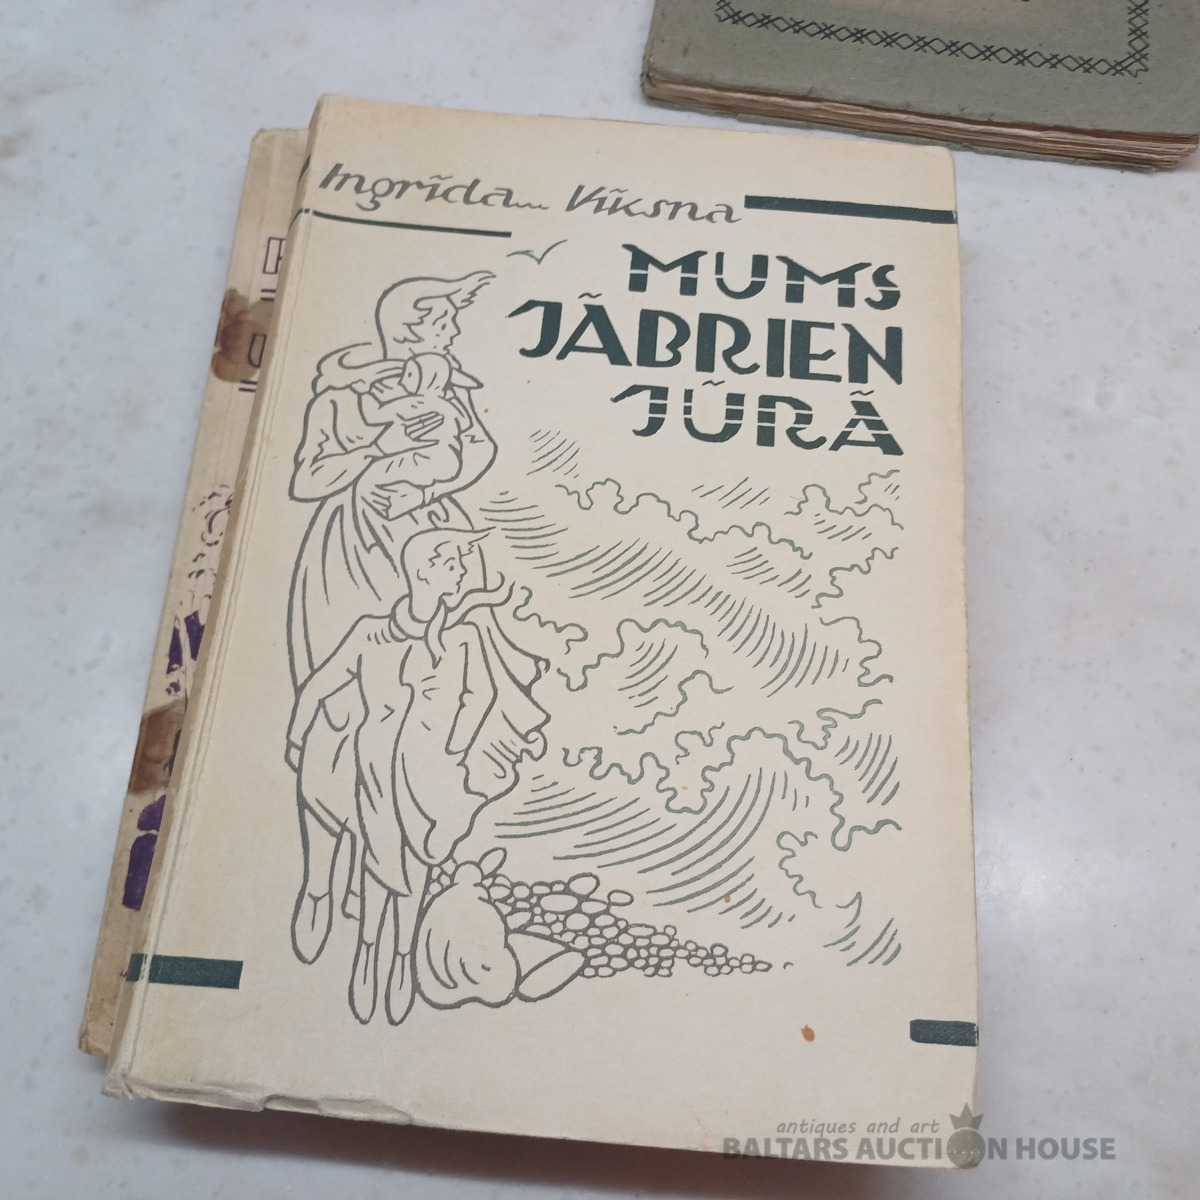 Ingrīda Vīksna
MUMS
JĀBRIEN
JŪRĀ
antiques and art
BALTARS AUCTION HOUSE